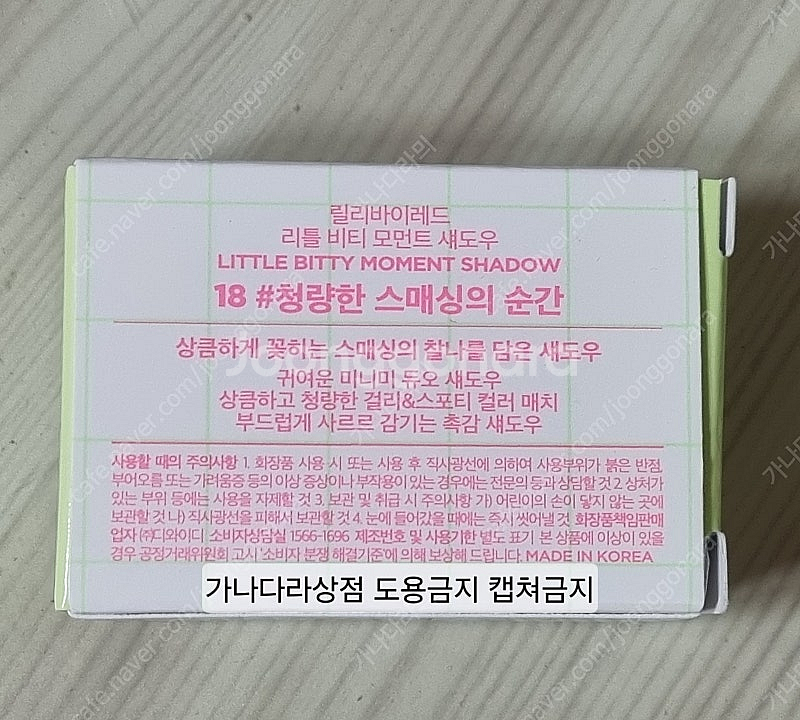 릴리바이레드
리틀 비티 모먼트 섀도우
LITTLE BITTY MOMENT SHADOW
18 #청량한 스매싱의 순간
상큼하게 꽂히는 스매싱의 찰나를 담은 섀도우
귀여운 미니미 듀오 섀도우
상큼하고 청량한 걸리&스포티 컬러 매치
부드럽게 사르르 감기는 촉감 섀도우
joonggonara
사용할 때의 주의사항 1. 화장품 사용 시 또는 사용 후 직사광선에 의하여 사용부위가 붉은 반점,
부어오름 또는 가려움증 등의 이상 증상이나 부작용이 있는 경우에는 전문의 등과 상담할 것 2. 상처가
있는 부위 등에는 사용을 자제할 것 3. 보관 및 취급 시 주의사항 가) 어린이의 손이 닿지 않는 곳에
보관할 것 나) 직사광선을 피해서 보관할 것 4. 눈에 들어갔을 때에는 즉시 씻어낼 것 화장품책임판매
업자 ㈜디와이디 소비자상담실 1566-1696 제조번호 및 사용기한 별도 표기 본 상품에 이상이 있을
경우 공정거래위원회 고시 '소비자 분쟁 해결기준'에 의해 보상해 드립니다. MADE IN KOREA
가나다라상점 도용금지 캡쳐금지
cafe.naver.com/joonggonara